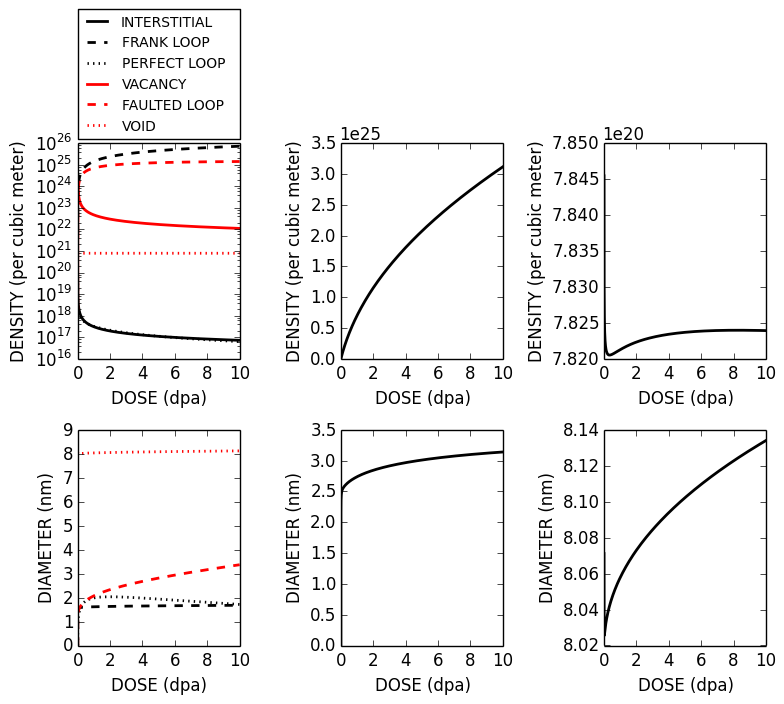 INTERSTITIAL
FRANK LOOP
PERFECT LOOP
VACANCY
FAULTED LOOP
VOID
DENSITY (per cubic meter)
10^26
10^25
10^24
10^23
10^22
10^21
10^20
10^19
10^18
10^17
10^16
0 2 4 6 8 10
DOSE (dpa)
1e25
DENSITY (per cubic meter)
3.5
3.0
2.5
2.0
1.5
1.0
0.5
0.0
0 2 4 6 8 10
DOSE (dpa)
1e20
DENSITY (per cubic meter)
7.850
7.845
7.840
7.835
7.830
7.825
7.820
0 2 4 6 8 10
DOSE (dpa)
DIAMETER (nm)
9
8
7
6
5
4
3
2
1
0
0 2 4 6 8 10
DOSE (dpa)
DIAMETER (nm)
3.5
3.0
2.5
2.0
1.5
1.0
0.5
0.0
0 2 4 6 8 10
DOSE (dpa)
DIAMETER (nm)
8.14
8.12
8.10
8.08
8.06
8.04
8.02
0 2 4 6 8 10
DOSE (dpa)